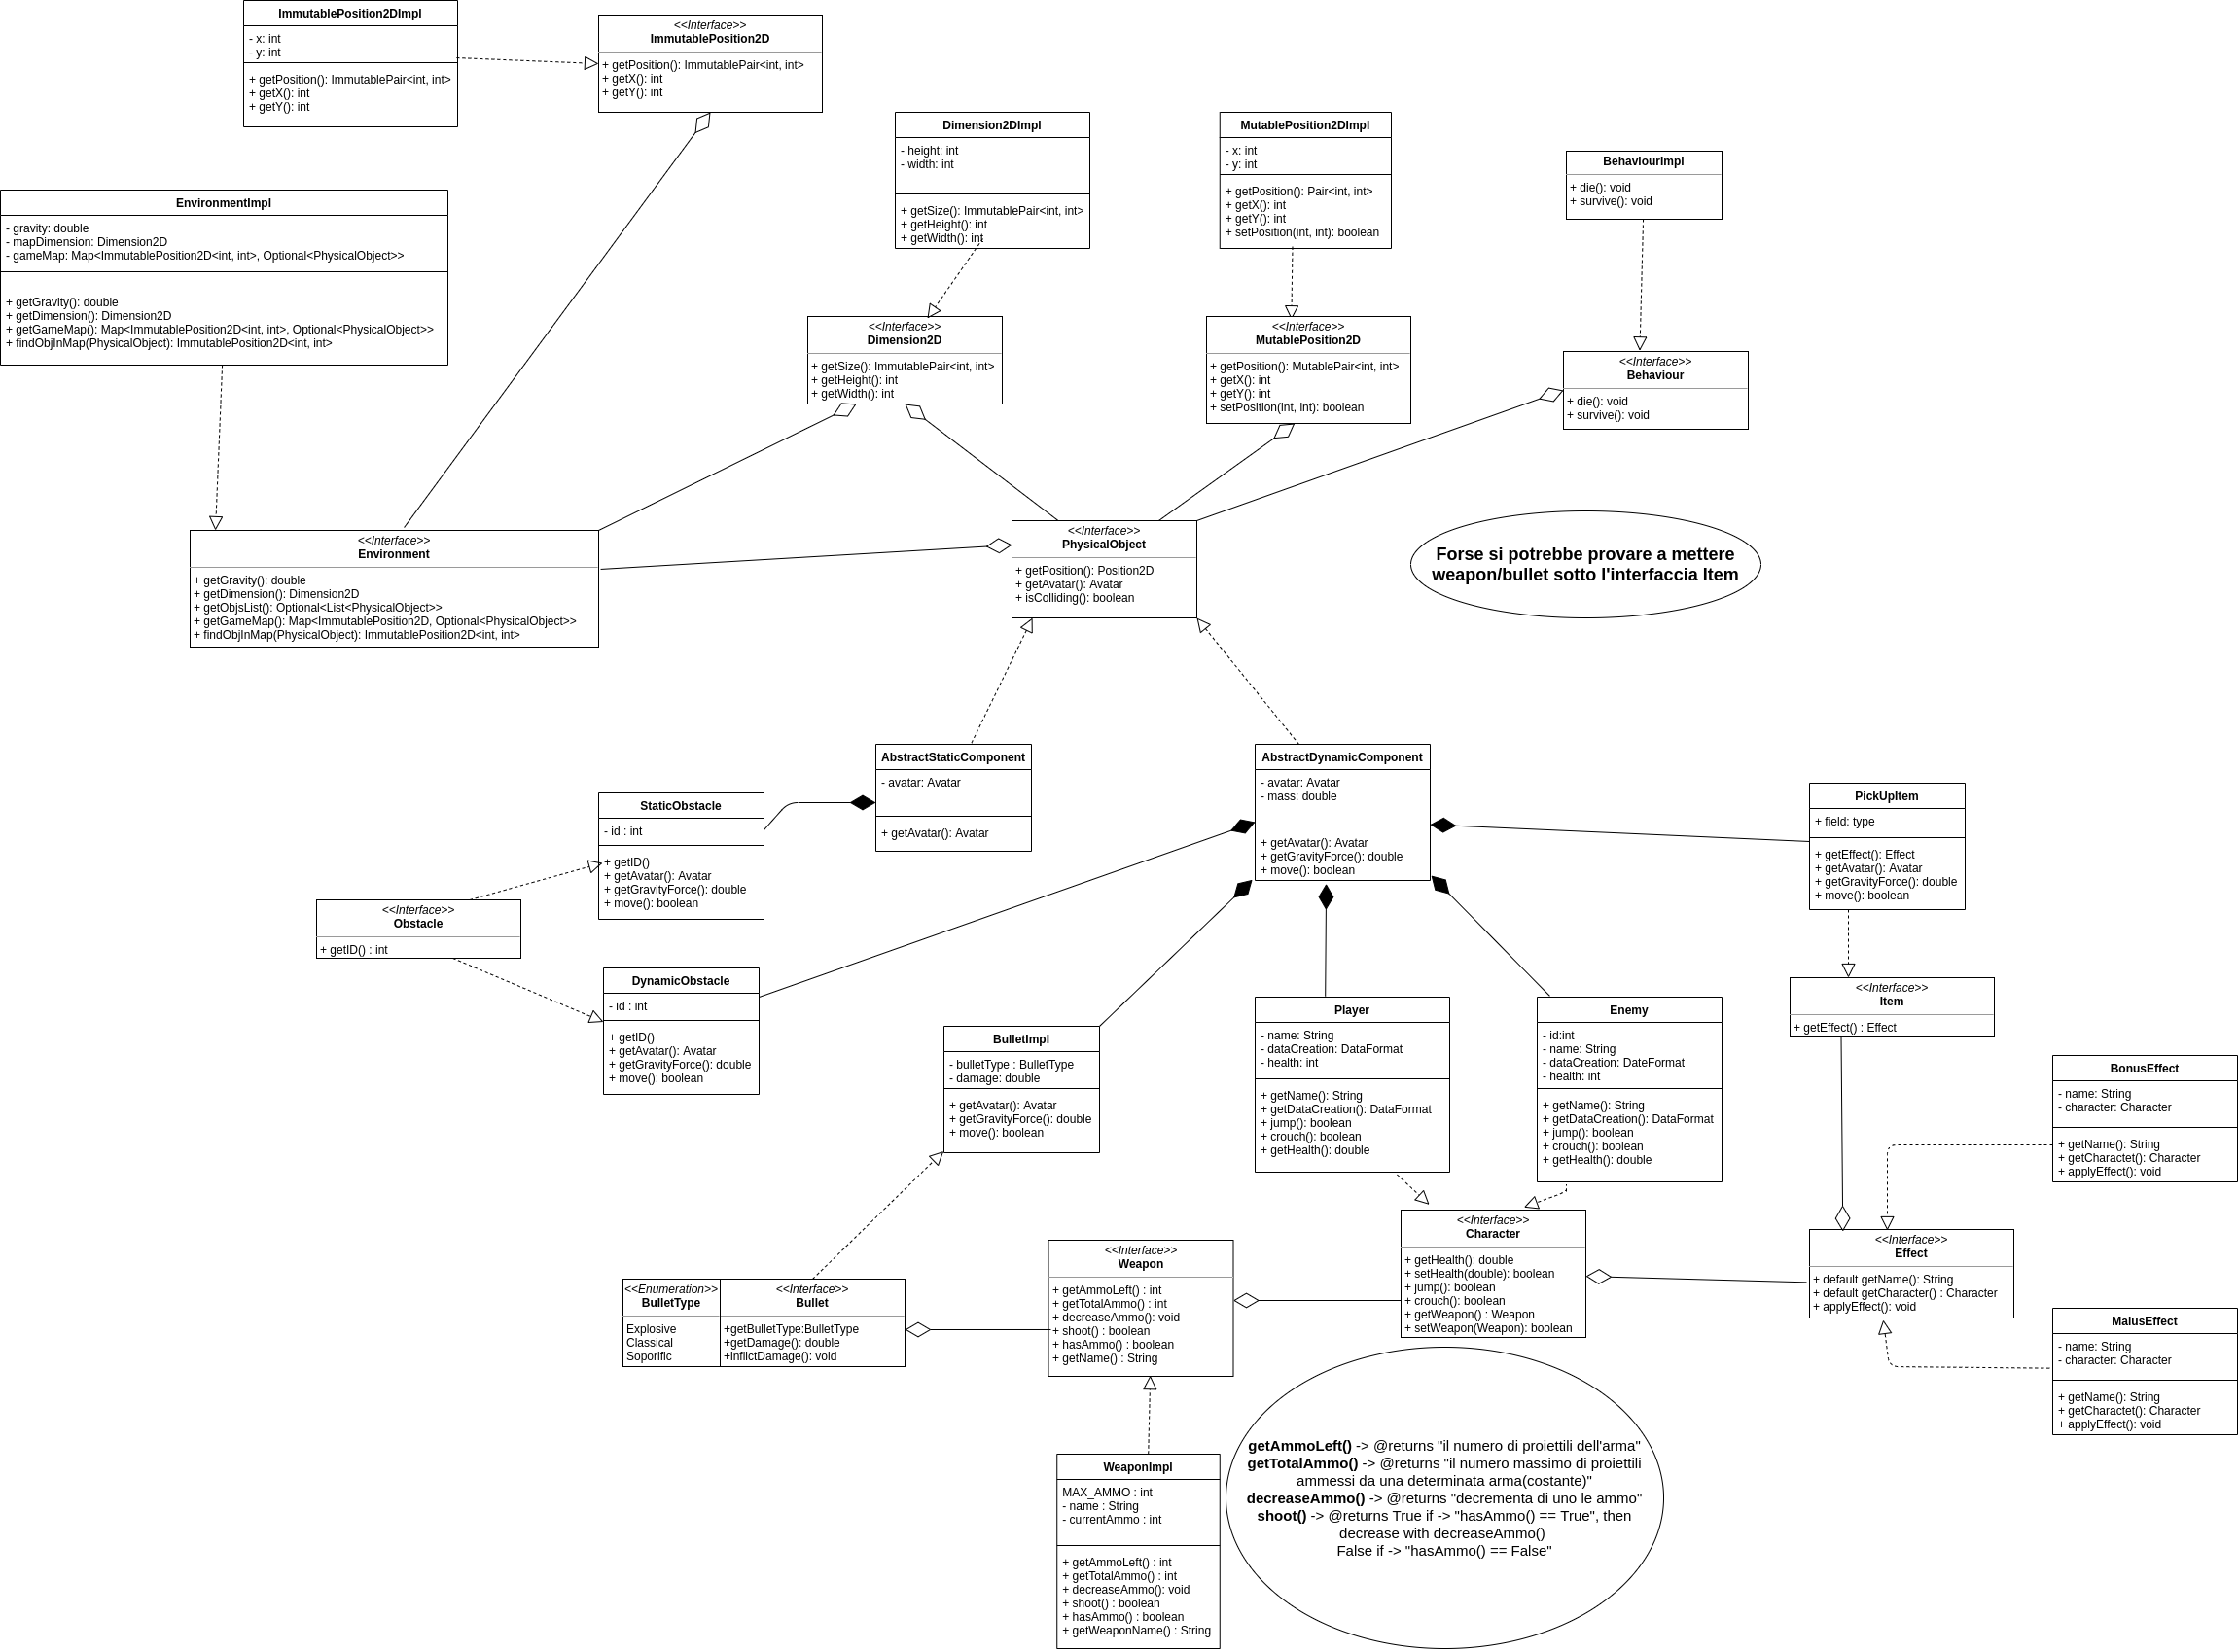 ImmutablePosition2DImpl
- x: int
- y: int
+ getPosition(): ImmutablePair<int, int>
+ getX(): int
+ getY(): int
<<Interface>>
ImmutablePosition2D
+ getPosition(): ImmutablePair<int, int>
+ getX(): int
+ getY(): int
Dimension2DImpl
- height: int
- width: int
+ getSize(): ImmutablePair<int, int>
+ getHeight(): int
+ getWidth(): int
MutablePosition2DImpl
- x: int
- y: int
+ getPosition(): Pair<int, int>
+ getX(): int
+ getY(): int
+ setPosition(int, int): boolean
BehaviourImpl
+ die(): void
+ survive(): void
EnvironmentImpl
- gravity: double
- mapDimension: Dimension2D
- gameMap: Map<ImmutablePosition2D<int, int>, Optional<PhysicalObject>>
+ getGravity(): double
+ getDimension(): Dimension2D
+ getGameMap(): Map<ImmutablePosition2D<int, int>, Optional<PhysicalObject>>
+ findObjInMap(PhysicalObject): ImmutablePosition2D<int, int>
<<Interface>>
Dimension2D
+ getSize(): ImmutablePair<int, int>
+ getHeight(): int
+ getWidth(): int
<<Interface>>
MutablePosition2D
+ getPosition(): MutablePair<int, int>
+ getX(): int
+ getY(): int
+ setPosition(int, int): boolean
<<Interface>>
Behaviour
+ die(): void
+ survive(): void
<<Interface>>
Environment
+ getGravity(): double
+ getDimension(): Dimension2D
+ getObjsList(): Optional<List<PhysicalObject>>
+ getGameMap(): Map<ImmutablePosition2D, Optional<PhysicalObject>>
+ findObjInMap(PhysicalObject): ImmutablePosition2D<int, int>
<<Interface>>
PhysicalObject
+ getPosition(): Position2D
+ getAvatar(): Avatar
+ isColliding(): boolean
Forse si potrebbe provare a mettere
weapon/bullet sotto l'interfaccia Item
AbstractStaticComponent
- avatar: Avatar
+ getAvatar(): Avatar
AbstractDynamicComponent
- avatar: Avatar
- mass: double
+ getAvatar(): Avatar
+ getGravityForce(): double
+ move(): boolean
PickUpItem
+ field: type
+ getEffect(): Effect
+ getAvatar(): Avatar
+ getGravityForce(): double
+ move(): boolean
StaticObstacle
- id : int
+ getID()
+ getAvatar(): Avatar
+ getGravityForce(): double
+ move(): boolean
<<Interface>>
Obstacle
+ getID() : int
DynamicObstacle
- id : int
+ getID()
+ getAvatar(): Avatar
+ getGravityForce(): double
+ move(): boolean
BulletImpl
- bulletType : BulletType
- damage: double
+ getAvatar(): Avatar
+ getGravityForce(): double
+ move(): boolean
Player
- name: String
- dataCreation: DataFormat
- health: int
+ getName(): String
+ getDataCreation(): DataFormat
+ jump(): boolean
+ crouch(): boolean
+ getHealth(): double
Enemy
- id:int
- name: String
- dataCreation: DateFormat
- health: int
+ getName(): String
+ getDataCreation(): DataFormat
+ jump(): boolean
+ crouch(): boolean
+ getHealth(): double
<<Interface>>
Item
+ getEffect() : Effect
BonusEffect
- name: String
- character: Character
+ getName(): String
+ getCharactet(): Character
+ applyEffect(): void
<<Interface>>
Effect
+ default getName(): String
+ default getCharacter() : Character
+ applyEffect(): void
MalusEffect
- name: String
- character: Character
+ getName(): String
+ getCharactet(): Character
+ applyEffect(): void
<<Interface>>
Character
+ getHealth(): double
+ setHealth(double): boolean
+ jump(): boolean
+ crouch(): boolean
+ getWeapon() : Weapon
+ setWeapon(Weapon): boolean
<<Interface>>
Weapon
+ getAmmoLeft() : int
+ getTotalAmmo() : int
+ decreaseAmmo(): void
+ shoot() : boolean
+ hasAmmo() : boolean
+ getName() : String
<<Enumeration>>
BulletType
Explosive
Classical
Soporific
<<Interface>>
Bullet
+getBulletType:BulletType
+getDamage(): double
+inflictDamage(): void
WeaponImpl
MAX_AMMO : int
- name : String
- currentAmmo : int
+ getAmmoLeft() : int
+ getTotalAmmo() : int
+ decreaseAmmo(): void
+ shoot() : boolean
+ hasAmmo() : boolean
+ getWeaponName() : String
getAmmoLeft() -> @returns "il numero di proiettili dell'arma"
getTotalAmmo() -> @returns "il numero massimo di proiettili
ammessi da una determinata arma(costante)"
decreaseAmmo() -> @returns "decrementa di uno le ammo"
shoot() -> @returns True if -> "hasAmmo() == True", then
decrease with decreaseAmmo()
False if -> "hasAmmo() == False"